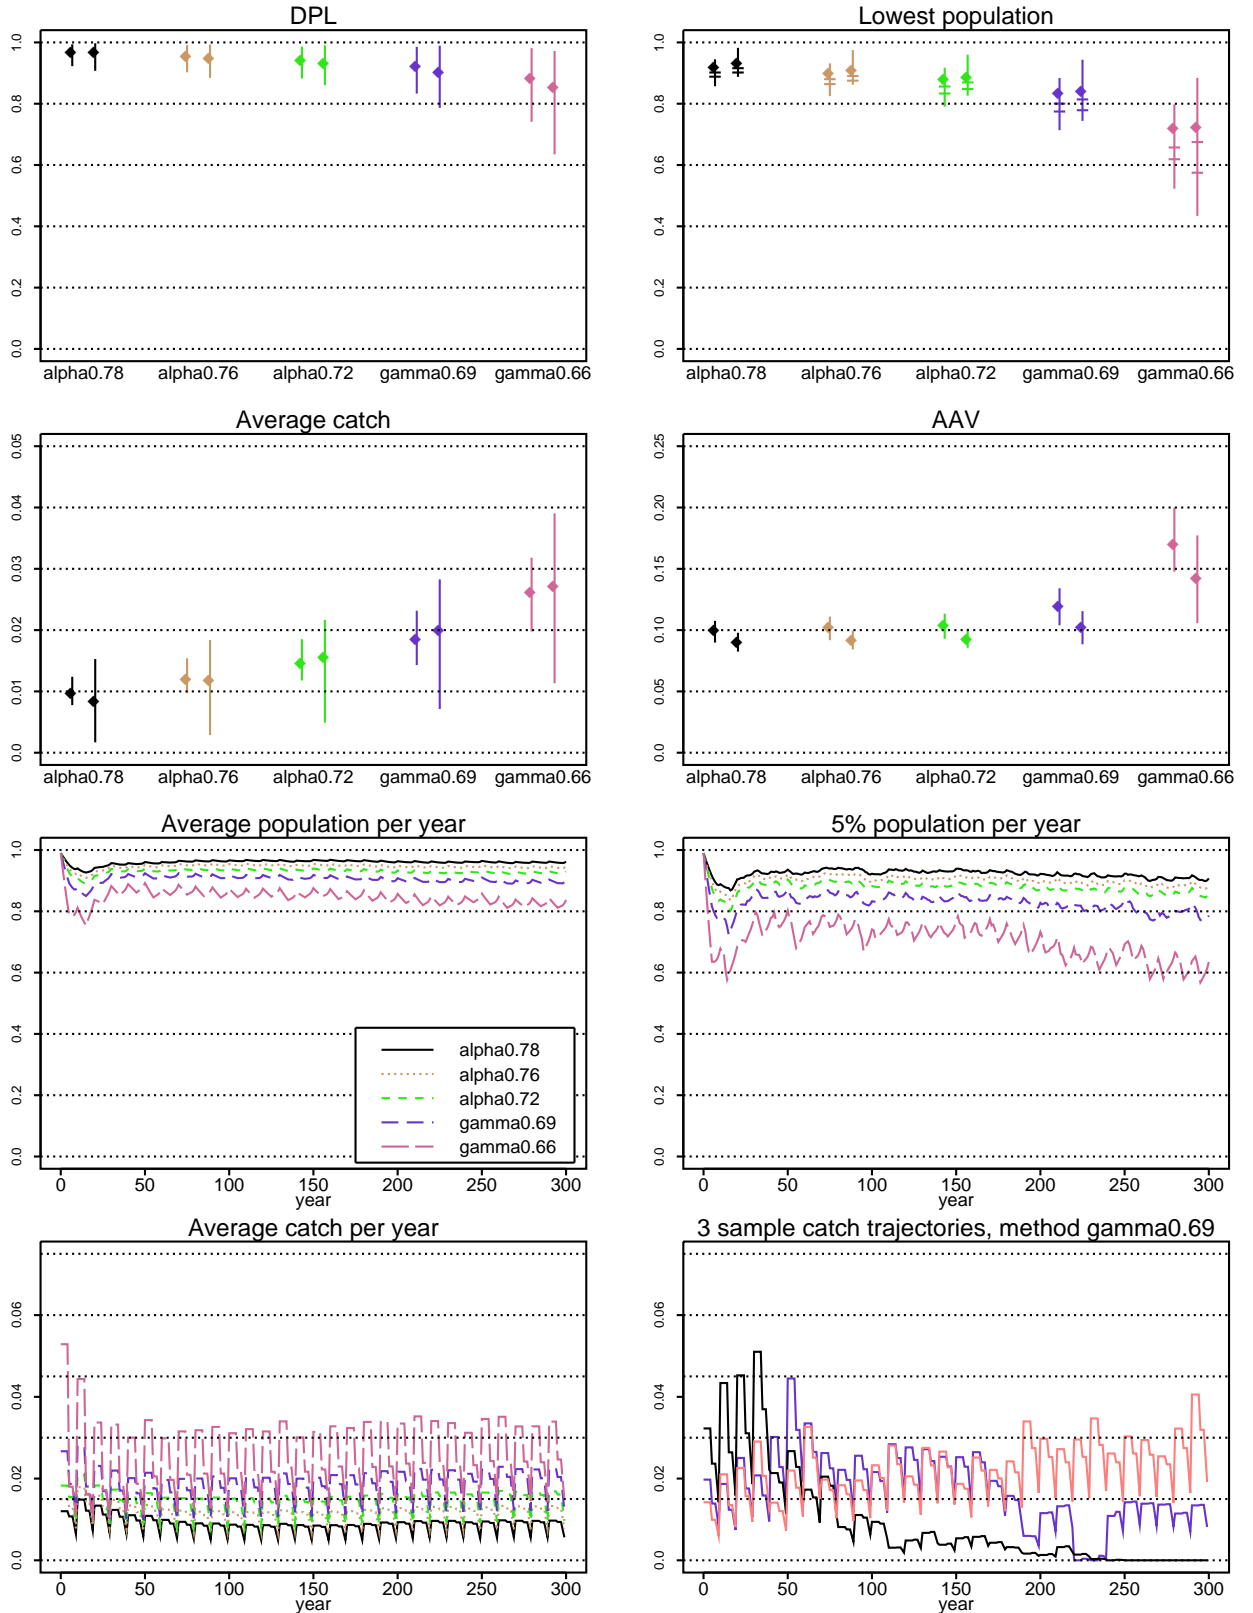 DPL
1.0
0.8
0.6
0.4
0.2
0.0
alpha0.78 alpha0.76 alpha0.72 gamma0.69 gamma0.66
Lowest population
1.0
0.8
0.6
0.4
0.2
0.0
alpha0.78 alpha0.76 alpha0.72 gamma0.69 gamma0.66
Average catch
0.05
0.04
0.03
0.02
0.01
0.0
alpha0.78 alpha0.76 alpha0.72 gamma0.69 gamma0.66
AAV
0.25
0.20
0.15
0.10
0.05
0.0
alpha0.78 alpha0.76 alpha0.72 gamma0.69 gamma0.66
Average population per year
1.0
0.8
0.6
0.4
0.2
0.0
alpha0.78
alpha0.76
alpha0.72
gamma0.69
gamma0.66
0 50 100 150 200 250 300
year
5% population per year
1.0
0.8
0.6
0.4
0.2
0.0
0 50 100 150 200 250 300
year
Average catch per year
0.06
0.04
0.02
0.0
0 50 100 150 200 250 300
year
3 sample catch trajectories, method gamma0.69
0.06
0.04
0.02
0.0
0 50 100 150 200 250 300
year